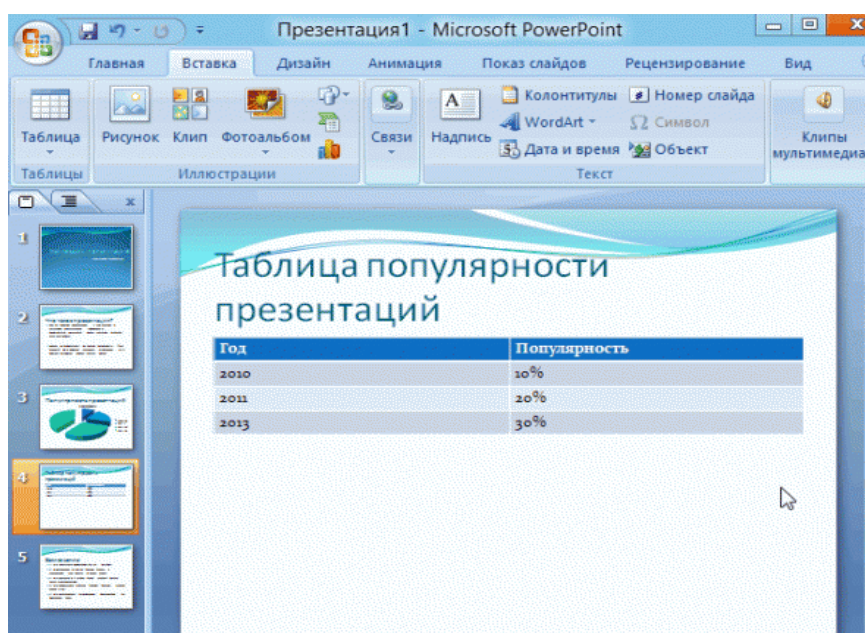 Презентация1 - Microsoft PowerPoint
Главная Вставка Дизайн Анимация Показ слайдов Рецензирование Вид
Таблица Рисунок Клип Фотоальбом Связи Надпись Колонтитулы Номер слайда
WordArt Символ
Дата и время Объект
Клипы
мультимедиа
Таблицы Иллюстрации Текст
1
2
3
4
5
Таблица популярности
презентаций
Год Популярность
2010 10%
2011 20%
2013 30%